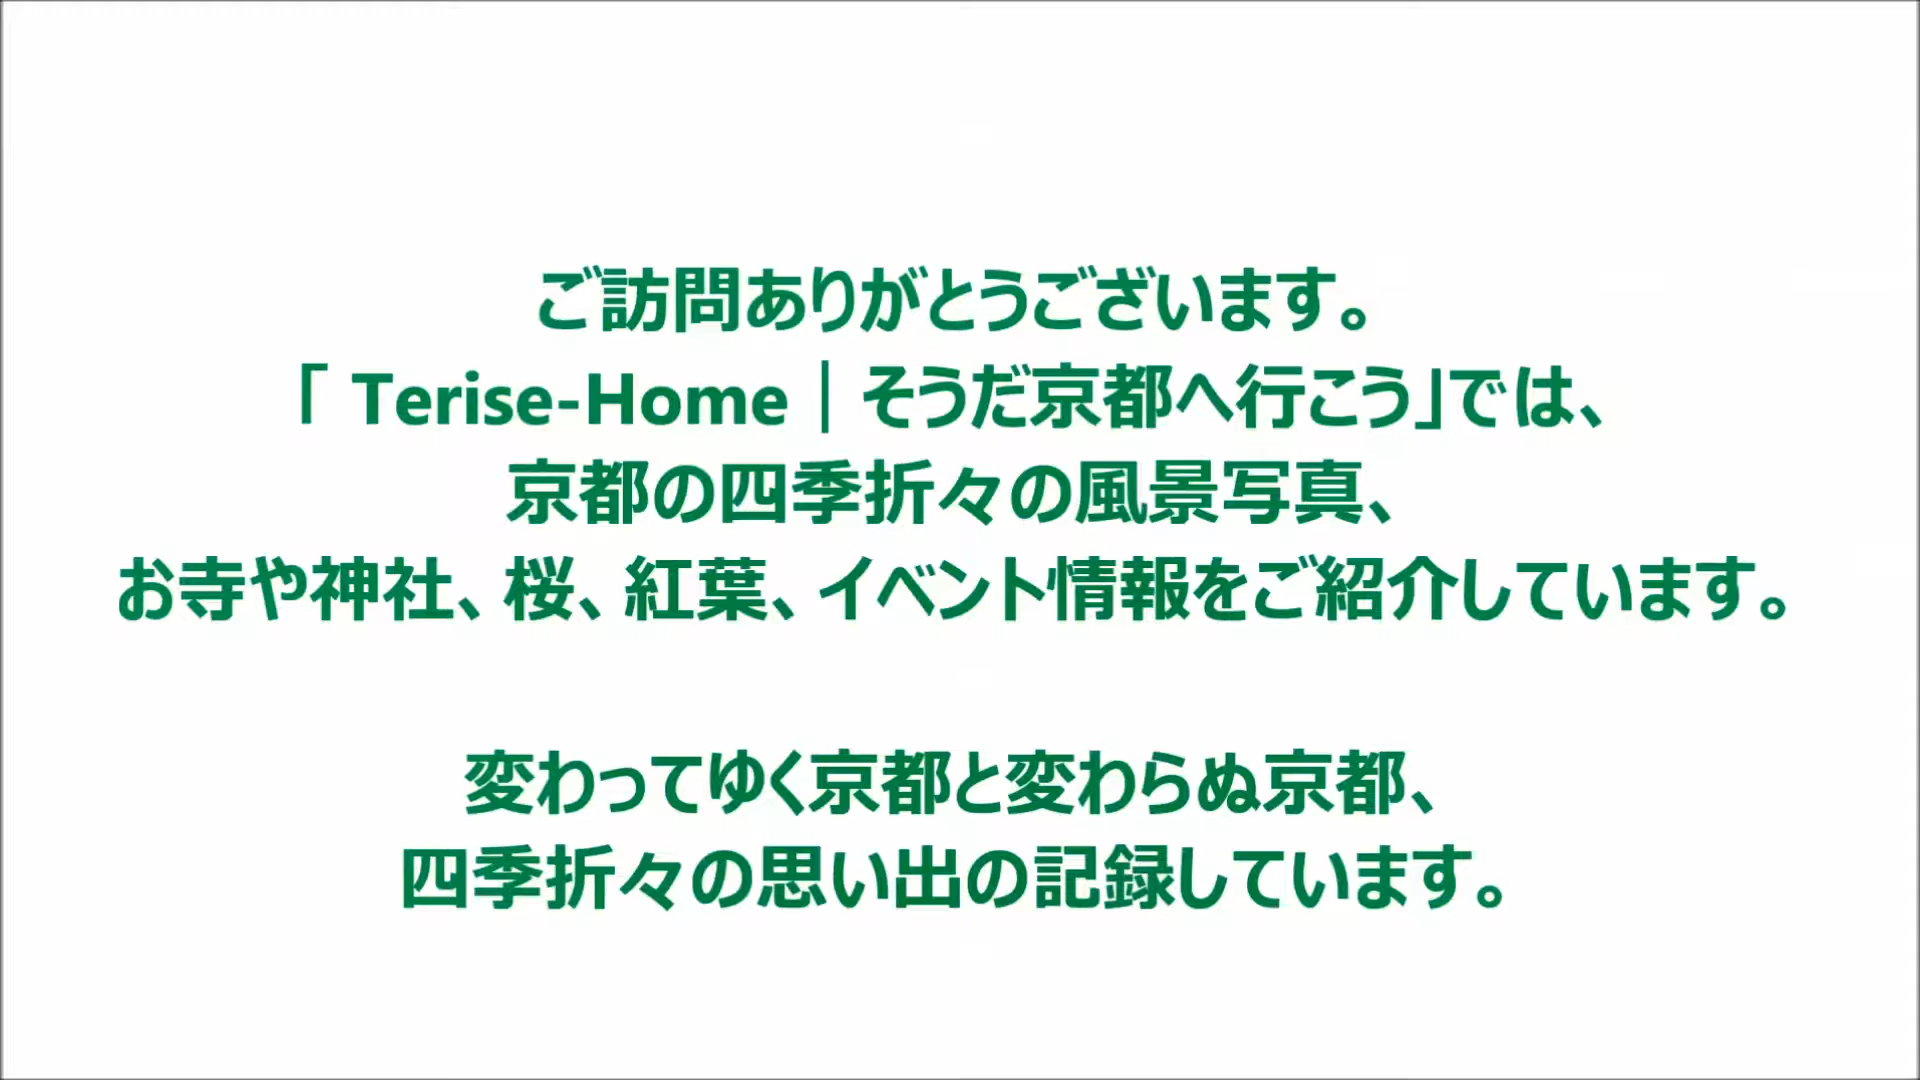 ご訪問ありがとうございます。
「 Terise-Home｜そうだ京都へ行こう」では、
京都の四季折々の風景写真、
お寺や神社、桜、紅葉、イベント情報をご紹介しています。
変わってゆく京都と変わらぬ京都、
四季折々の思い出の記録しています。